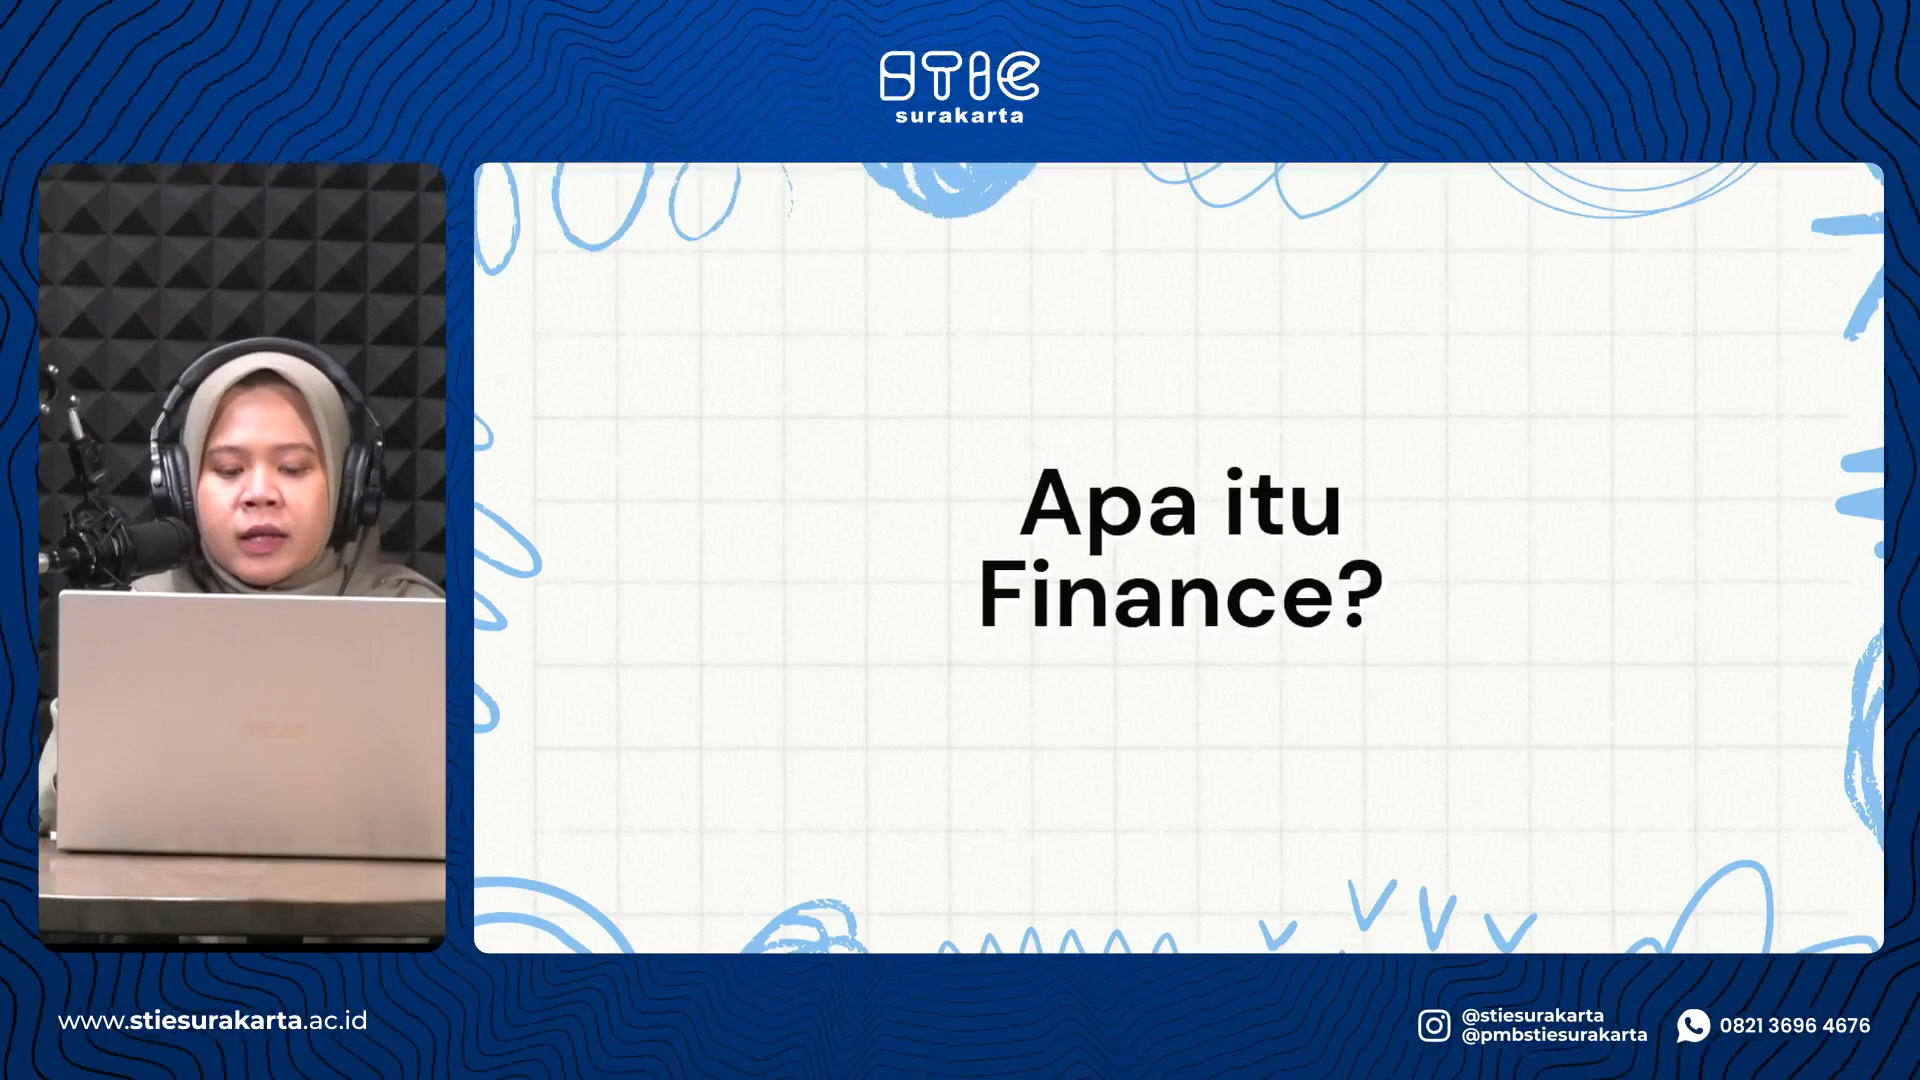 STIE
surakarta
Apa itu
Finance?
www.stiesurakarta.ac.id
@stiesurakarta
@pmbstiesurakarta
0821 3696 4676